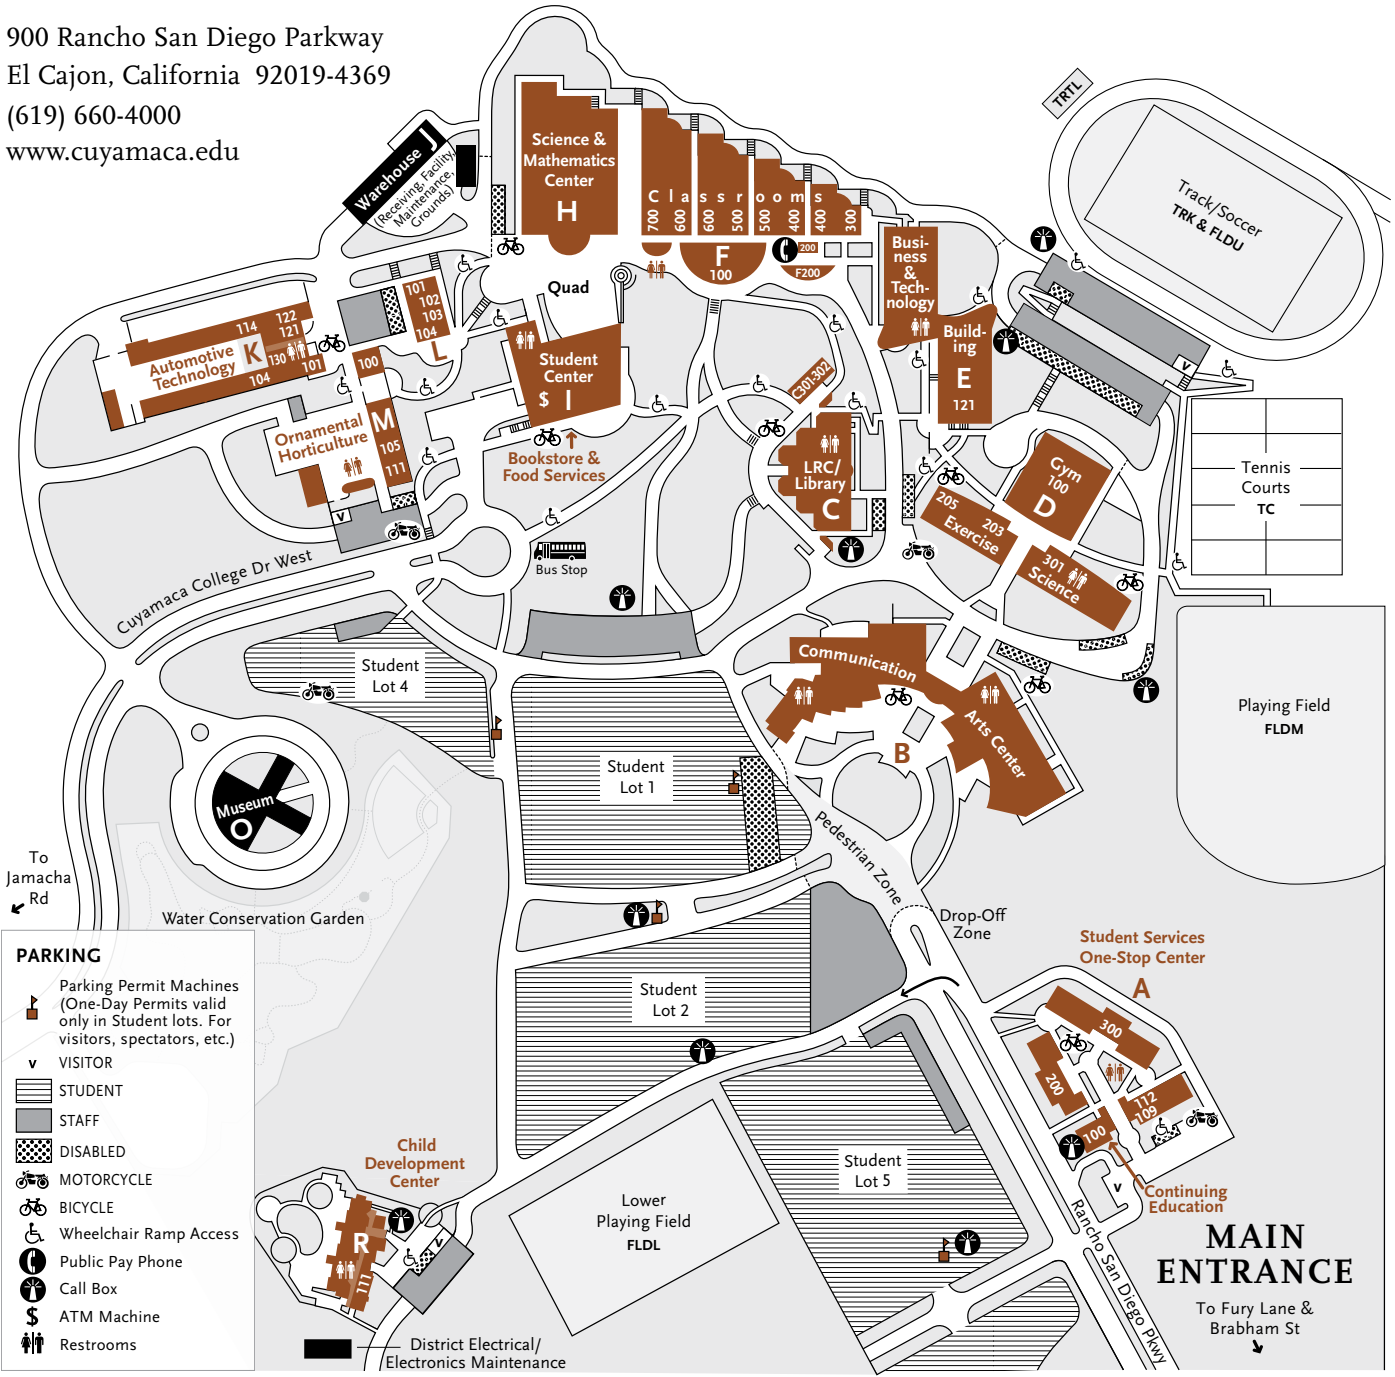 900 Rancho San Diego Parkway
El Cajon, California 92019-4369
(619) 660-4000
www.cuyamaca.edu
TRTL
Track/Soccer
TRK & FLDU
Warehouse J
(Receiving, Facility,
Maintenance,
Grounds)
Science &
Mathematics
Center
H
Classrooms
700
600
600
500
500
400
400
300
F
100
200
F200
Quad
Busi-
ness
&
Tech-
nology
Build-
ing
E
121
101
102
103
104
L
114
122
121
Automotive
Technology
K
130
101
104
100
Ornamental
Horticulture
M
105
111
v
Student
Center
$ I
Bookstore &
Food Services
C301-302
LRC/
Library
C
v
Tennis
Courts
TC
Gym
100
D
205
203
Exercise
301
Science
Bus Stop
Cuyamaca College Dr West
Student
Lot 4
Communication
Arts Center
B
Playing Field
FLDM
Student
Lot 1
Museum
O
Pedestrian Zone
To
Jamacha
Rd
Water Conservation Garden
Drop-Off
Zone
Student Services
One-Stop Center
A
300
200
112
109
100
v
Continuing
Education
Student
Lot 2
Student
Lot 5
Lower
Playing Field
FLDL
Child
Development
Center
R
111
v
Rancho San Diego Pkwy
MAIN
ENTRANCE
To Fury Lane &
Brabham St
District Electrical/
Electronics Maintenance
PARKING
Parking Permit Machines
(One-Day Permits valid
only in Student lots. For
visitors, spectators, etc.)
v VISITOR
STUDENT
STAFF
DISABLED
MOTORCYCLE
BICYCLE
Wheelchair Ramp Access
Public Pay Phone
Call Box
$ ATM Machine
Restrooms